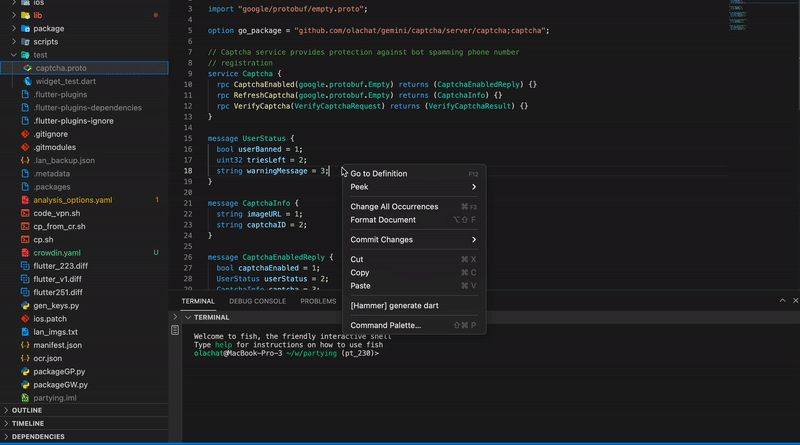 ios
lib
package
scripts
test
captcha.proto
widget_test.dart
.flutter-plugins
.flutter-plugins-dependencies
.flutter-plugins-ignore
.gitignore
.gitmodules
.lan_backup.json
.metadata
.packages
analysis_options.yaml 1
code_vpn.sh
cp_from_cr.sh
cp.sh
crowdin.yaml U
flutter_223.diff
flutter_v1.diff
flutter251.diff
gen_keys.py
ios.patch
lan_imgs.txt
manifest.json
ocr.json
packageGP.py
packageGW.py
partying.iml
OUTLINE
TIMELINE
DEPENDENCIES
3 import "google/protobuf/empty.proto";
4
5 option go_package = "github.com/olachat/gemini/captcha/server/captcha;captcha";
6
7 // Captcha service provides protection against bot spamming phone number
8 // registration
9 service Captcha {
10 rpc CaptchaEnabled(google.protobuf.Empty) returns (CaptchaEnabledReply) {}
11 rpc RefreshCaptcha(google.protobuf.Empty) returns (CaptchaInfo) {}
12 rpc VerifyCaptcha(VerifyCaptchaRequest) returns (VerifyCaptchaResult) {}
13 }
14
15 message UserStatus {
16 bool userBanned = 1;
17 uint32 triesLeft = 2;
18 string warningMessage = 3;
19 }
20
21 message CaptchaInfo {
22 string imageURL = 1;
23 string captchaID = 2;
24 }
25
26 message CaptchaEnabledReply {
27 bool captchaEnabled = 1;
28 UserStatus userStatus = 2;
29 CaptchaInfo captcha = 3;
Go to Definition F12
Peek
Change All Occurrences ⌘F2
Format Document ⌥⇧F
Commit Changes
Cut ⌘X
Copy ⌘C
Paste ⌘V
[Hammer] generate dart
Command Palette... ⇧⌘P
TERMINAL DEBUG CONSOLE PROBLEMS
TERMINAL
Welcome to fish, the friendly interactive shell
Type help for instructions on how to use fish
olachat@MacBook-Pro-3 ~/w/partying (pt_230)>